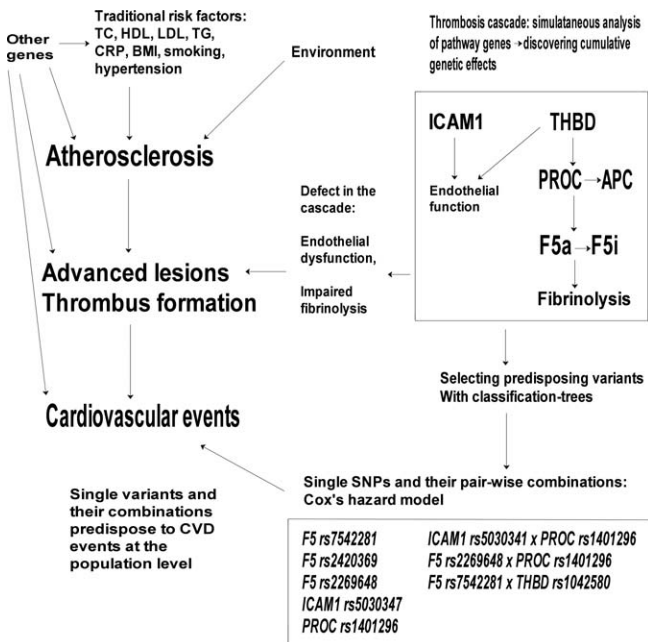 Other
genes
Traditional risk factors:
TC, HDL, LDL, TG,
CRP, BMI, smoking,
hypertension
Environment
Atherosclerosis
Advanced lesions
Thrombus formation
Cardiovascular events
Single variants and
their combinations
predispose to CVD
events at the
population level
Defect in the
cascade:
Endothelial
dysfunction,
Impaired
fibrinolysis
Thrombosis cascade: simulataneous analysis
of pathway genes → discovering cumulative
genetic effects
ICAM1
THBD
Endothelial
function
PROC → APC
F5a → F5i
Fibrinolysis
Selecting predisposing variants
With classification-trees
Single SNPs and their pair-wise combinations:
Cox's hazard model
F5 rs7542281
F5 rs2420369
F5 rs2269648
ICAM1 rs5030347
PROC rs1401296
ICAM1 rs5030341 x PROC rs1401296
F5 rs2269648 x PROC rs1401296
F5 rs7542281 x THBD rs1042580